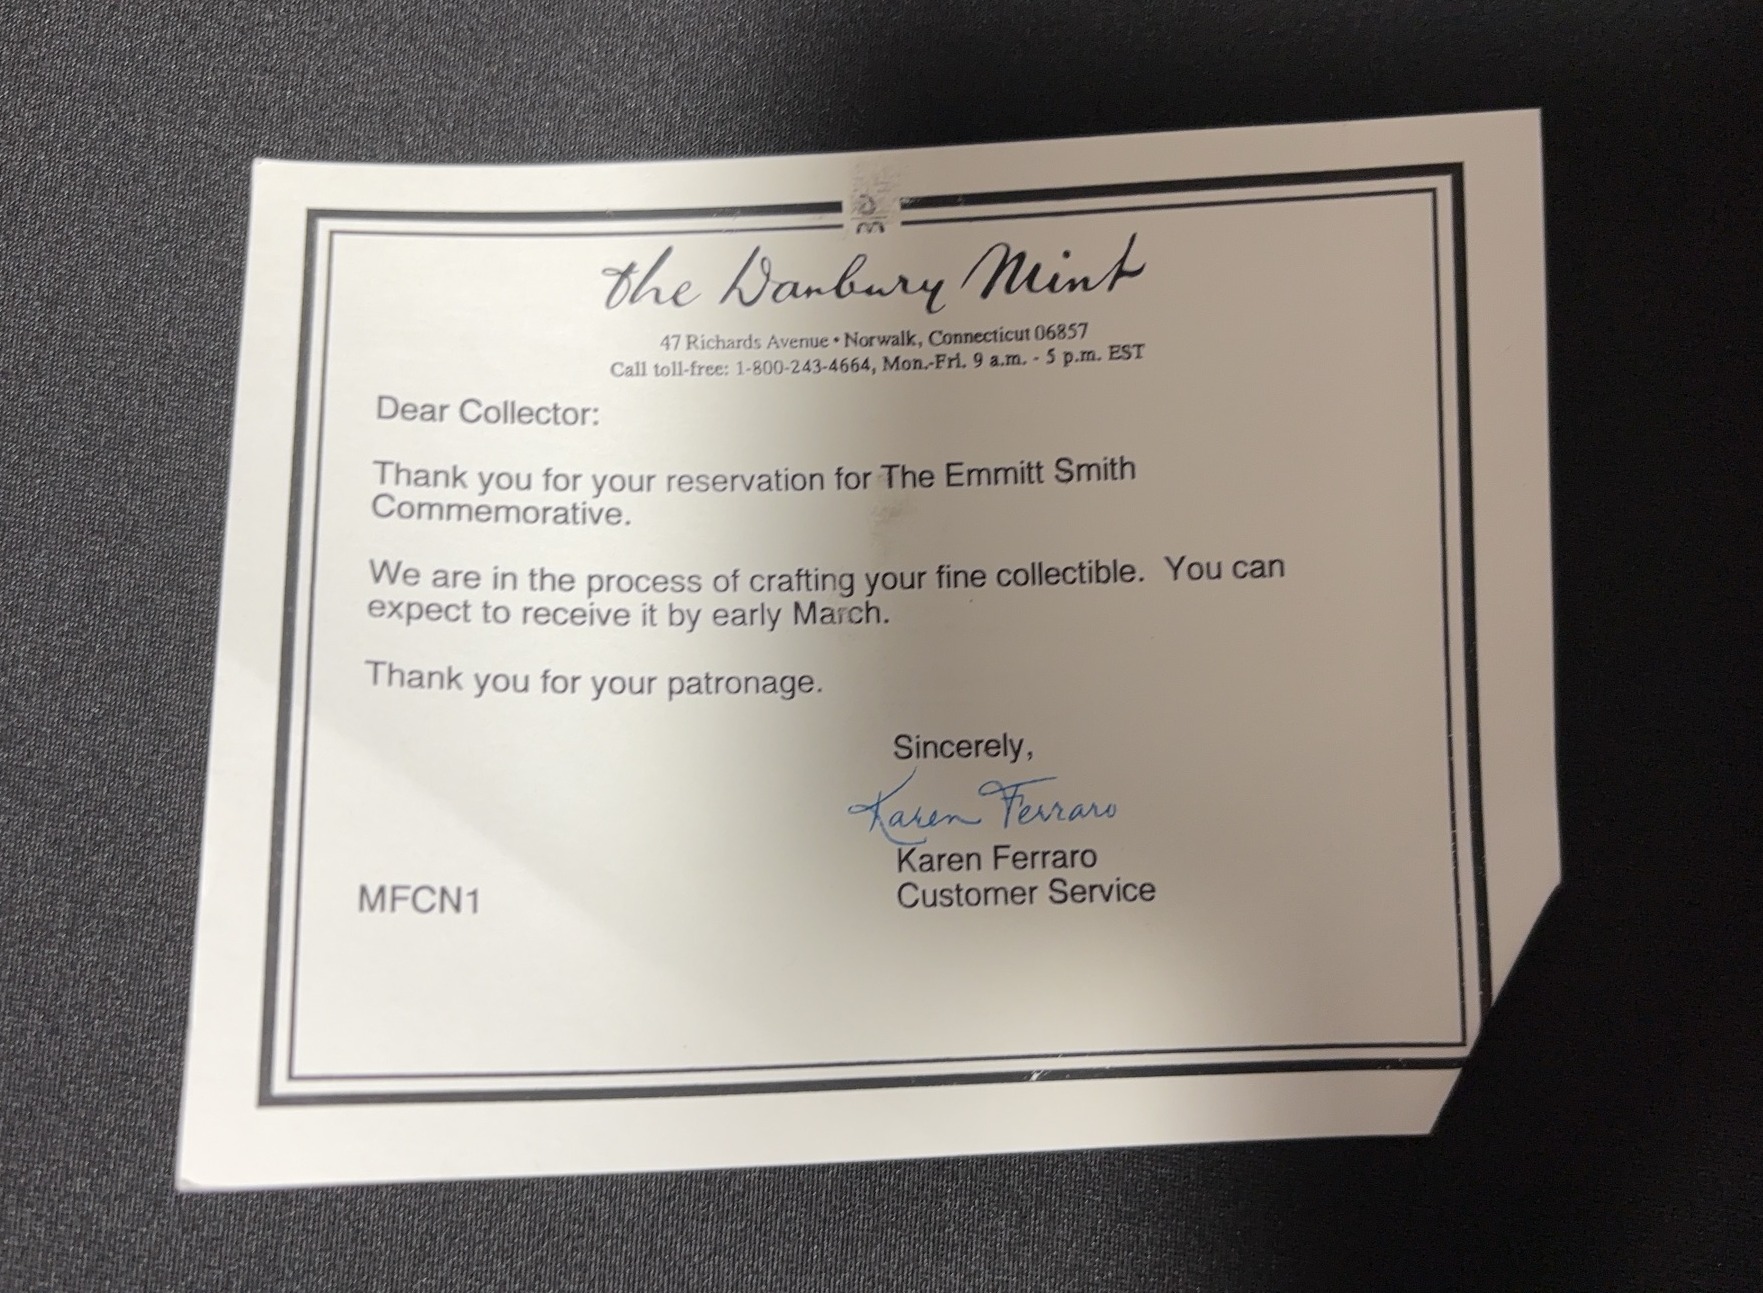 The Danbury Mint
47 Richards Avenue • Norwalk, Connecticut 06857
Call toll-free: 1-800-243-4664, Mon.-Fri. 9 a.m. - 5 p.m. EST
Dear Collector:
Thank you for your reservation for The Emmitt Smith
Commemorative.
We are in the process of crafting your fine collectible. You can
expect to receive it by early March.
Thank you for your patronage.
Sincerely,
Karen Ferraro
Karen Ferraro
Customer Service
MFCN1